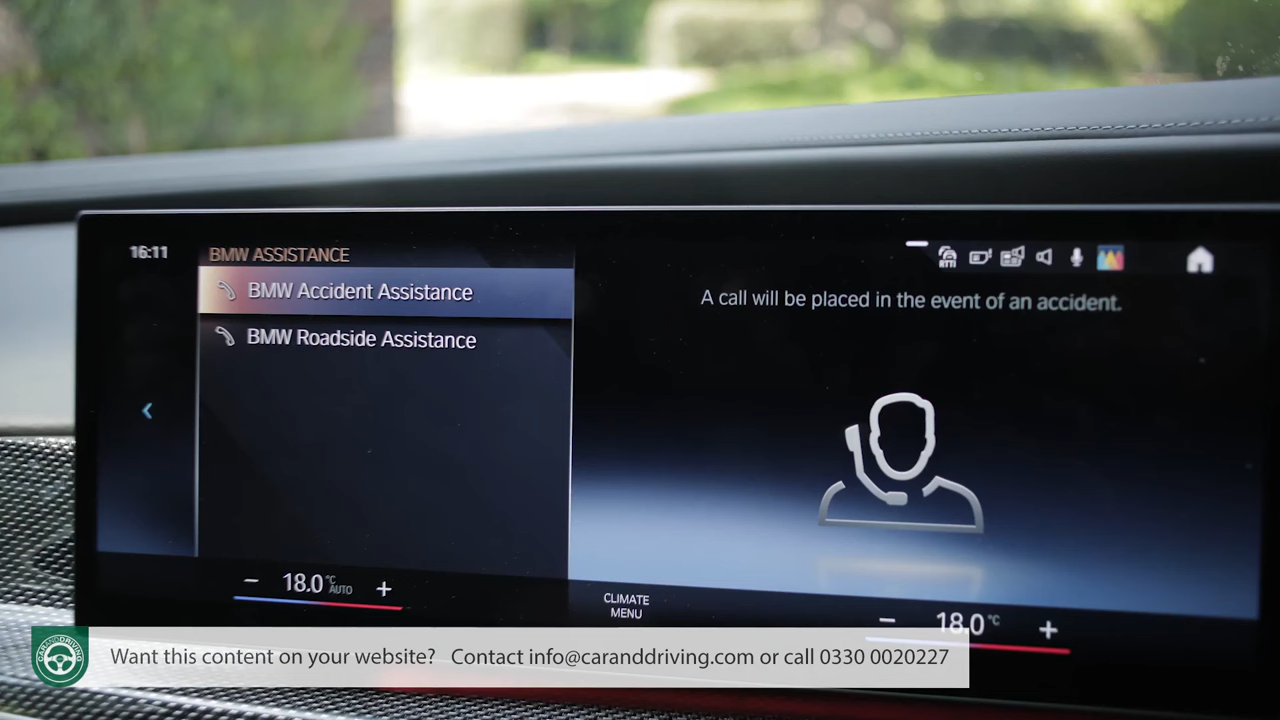 16:11
BMW ASSISTANCE
BMW Accident Assistance
BMW Roadside Assistance
RTTI
A call will be placed in the event of an accident.
18.0 °C
AUTO
CLIMATE
MENU
18.0 °C
CARANDDRIVING
Want this content on your website? Contact info@caranddriving.com or call 0330 0020227